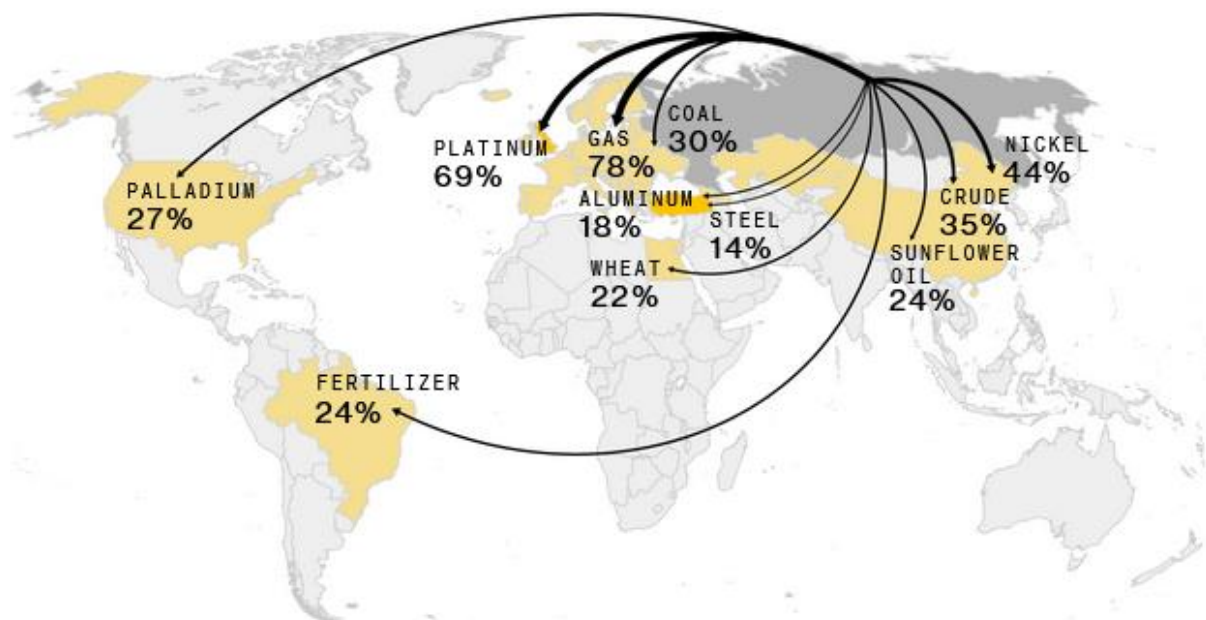 COAL
30%
GAS
78%
PLATINUM
69%
NICKEL
44%
PALLADIUM
27%
ALUMINUM
18%
CRUDE
35%
STEEL
14%
SUNFLOWER
OIL
24%
WHEAT
22%
FERTILIZER
24%